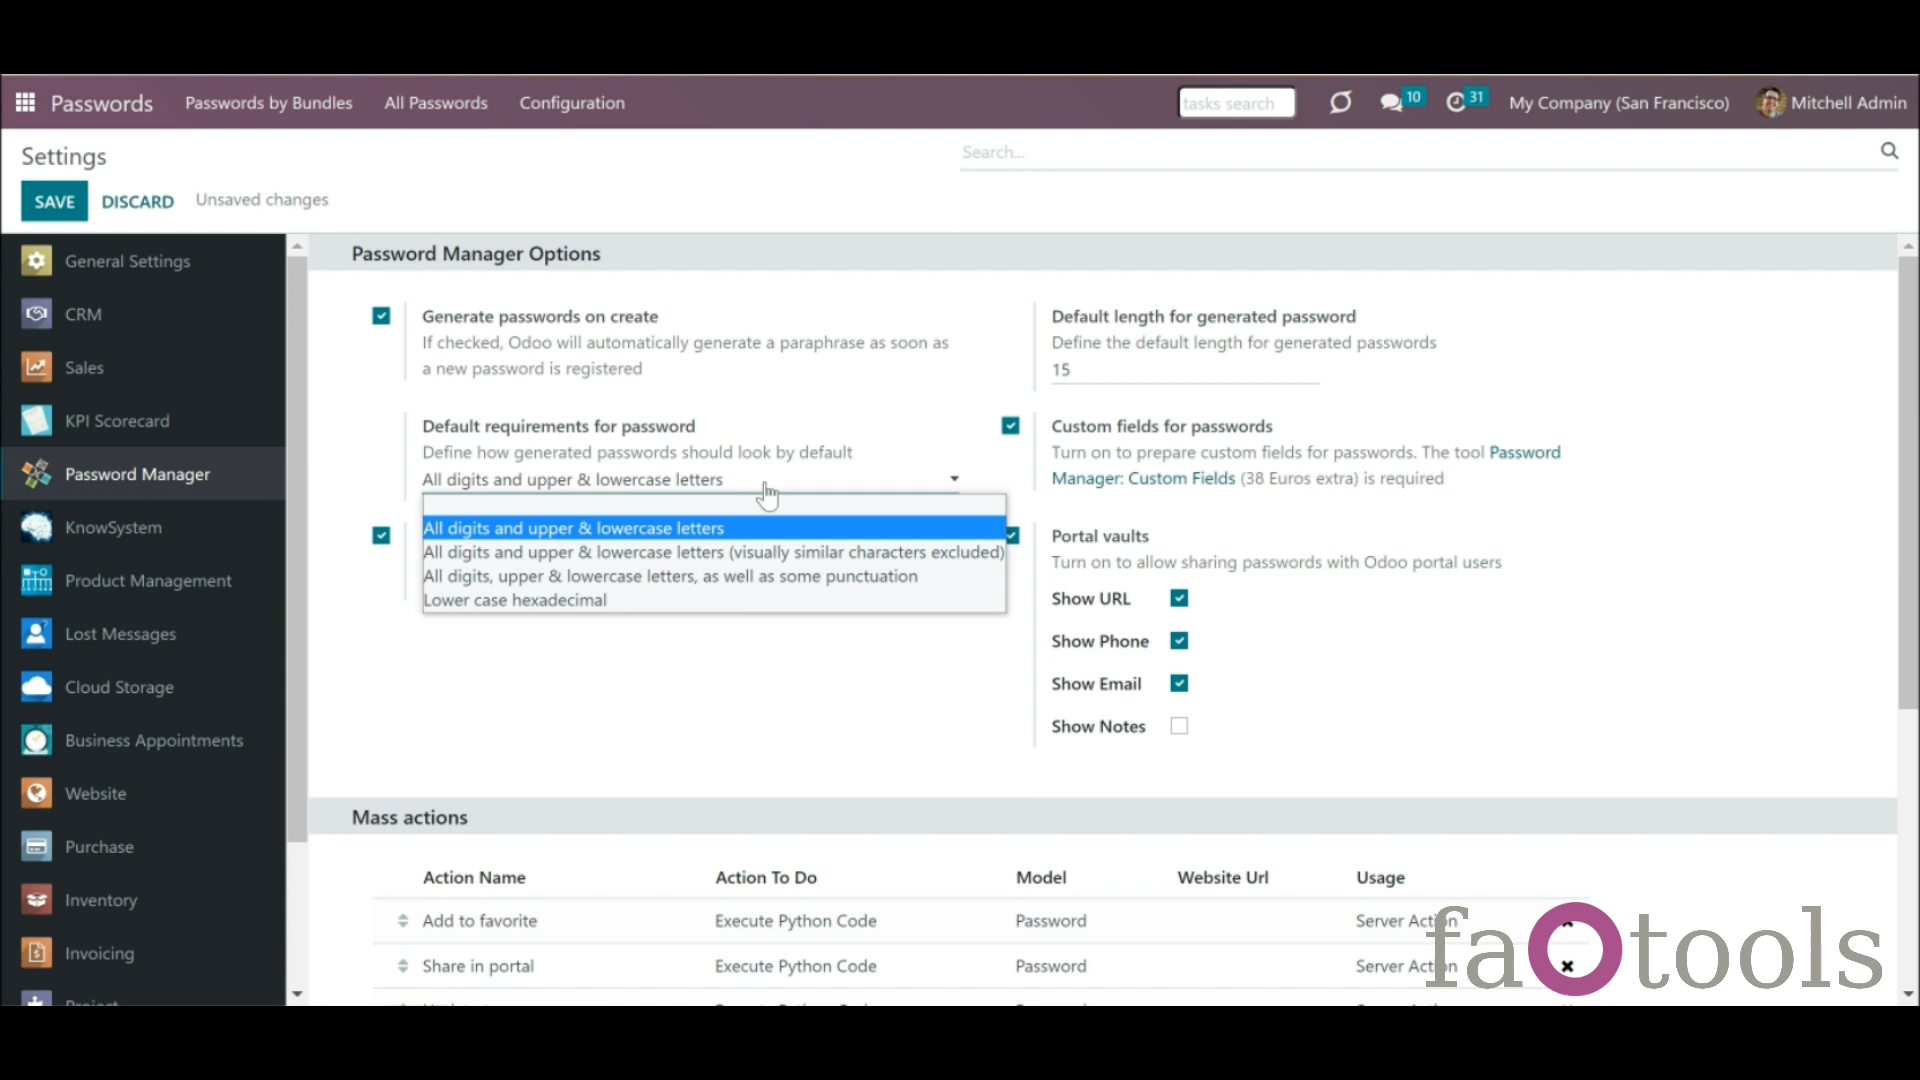 Passwords
Passwords by Bundles
All Passwords
Configuration
tasks search
10
31
My Company (San Francisco)
Mitchell Admin
Settings
Search...
SAVE
DISCARD
Unsaved changes
General Settings
CRM
Sales
KPI Scorecard
Password Manager
KnowSystem
Product Management
Lost Messages
Cloud Storage
Business Appointments
Website
Purchase
Inventory
Invoicing
Password Manager Options
Generate passwords on create
If checked, Odoo will automatically generate a paraphrase as soon as
a new password is registered
Default length for generated password
Define the default length for generated passwords
15
Default requirements for password
Define how generated passwords should look by default
All digits and upper & lowercase letters
All digits and upper & lowercase letters
All digits and upper & lowercase letters (visually similar characters excluded)
All digits, upper & lowercase letters, as well as some punctuation
Lower case hexadecimal
Custom fields for passwords
Turn on to prepare custom fields for passwords. The tool Password
Manager: Custom Fields (38 Euros extra) is required
Portal vaults
Turn on to allow sharing passwords with Odoo portal users
Show URL
Show Phone
Show Email
Show Notes
Mass actions
Action Name Action To Do Model Website Url Usage
Add to favorite Execute Python Code Password Server Action
Share in portal Execute Python Code Password Server Action
faOtools